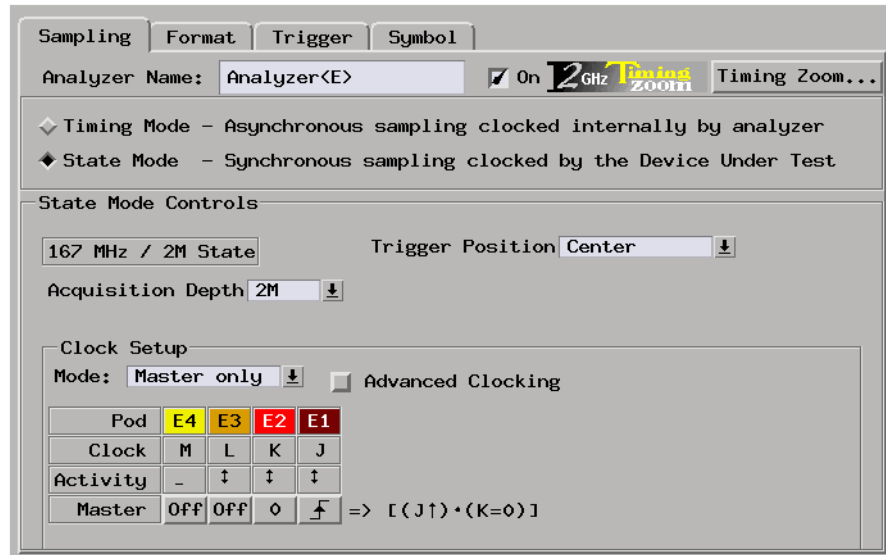 Sampling Format Trigger Symbol
Analyzer Name: Analyzer<E> On 2GHz Timing zoom Timing Zoom...
Timing Mode - Asynchronous sampling clocked internally by analyzer
State Mode - Synchronous sampling clocked by the Device Under Test
State Mode Controls
167 MHz / 2M State Trigger Position Center
Acquisition Depth 2M
Clock Setup
Mode: Master only Advanced Clocking
Pod E4 E3 E2 E1
Clock M L K J
Activity - ↕ ↕ ↕
Master Off Off 0 => [(J↑)·(K=0)]